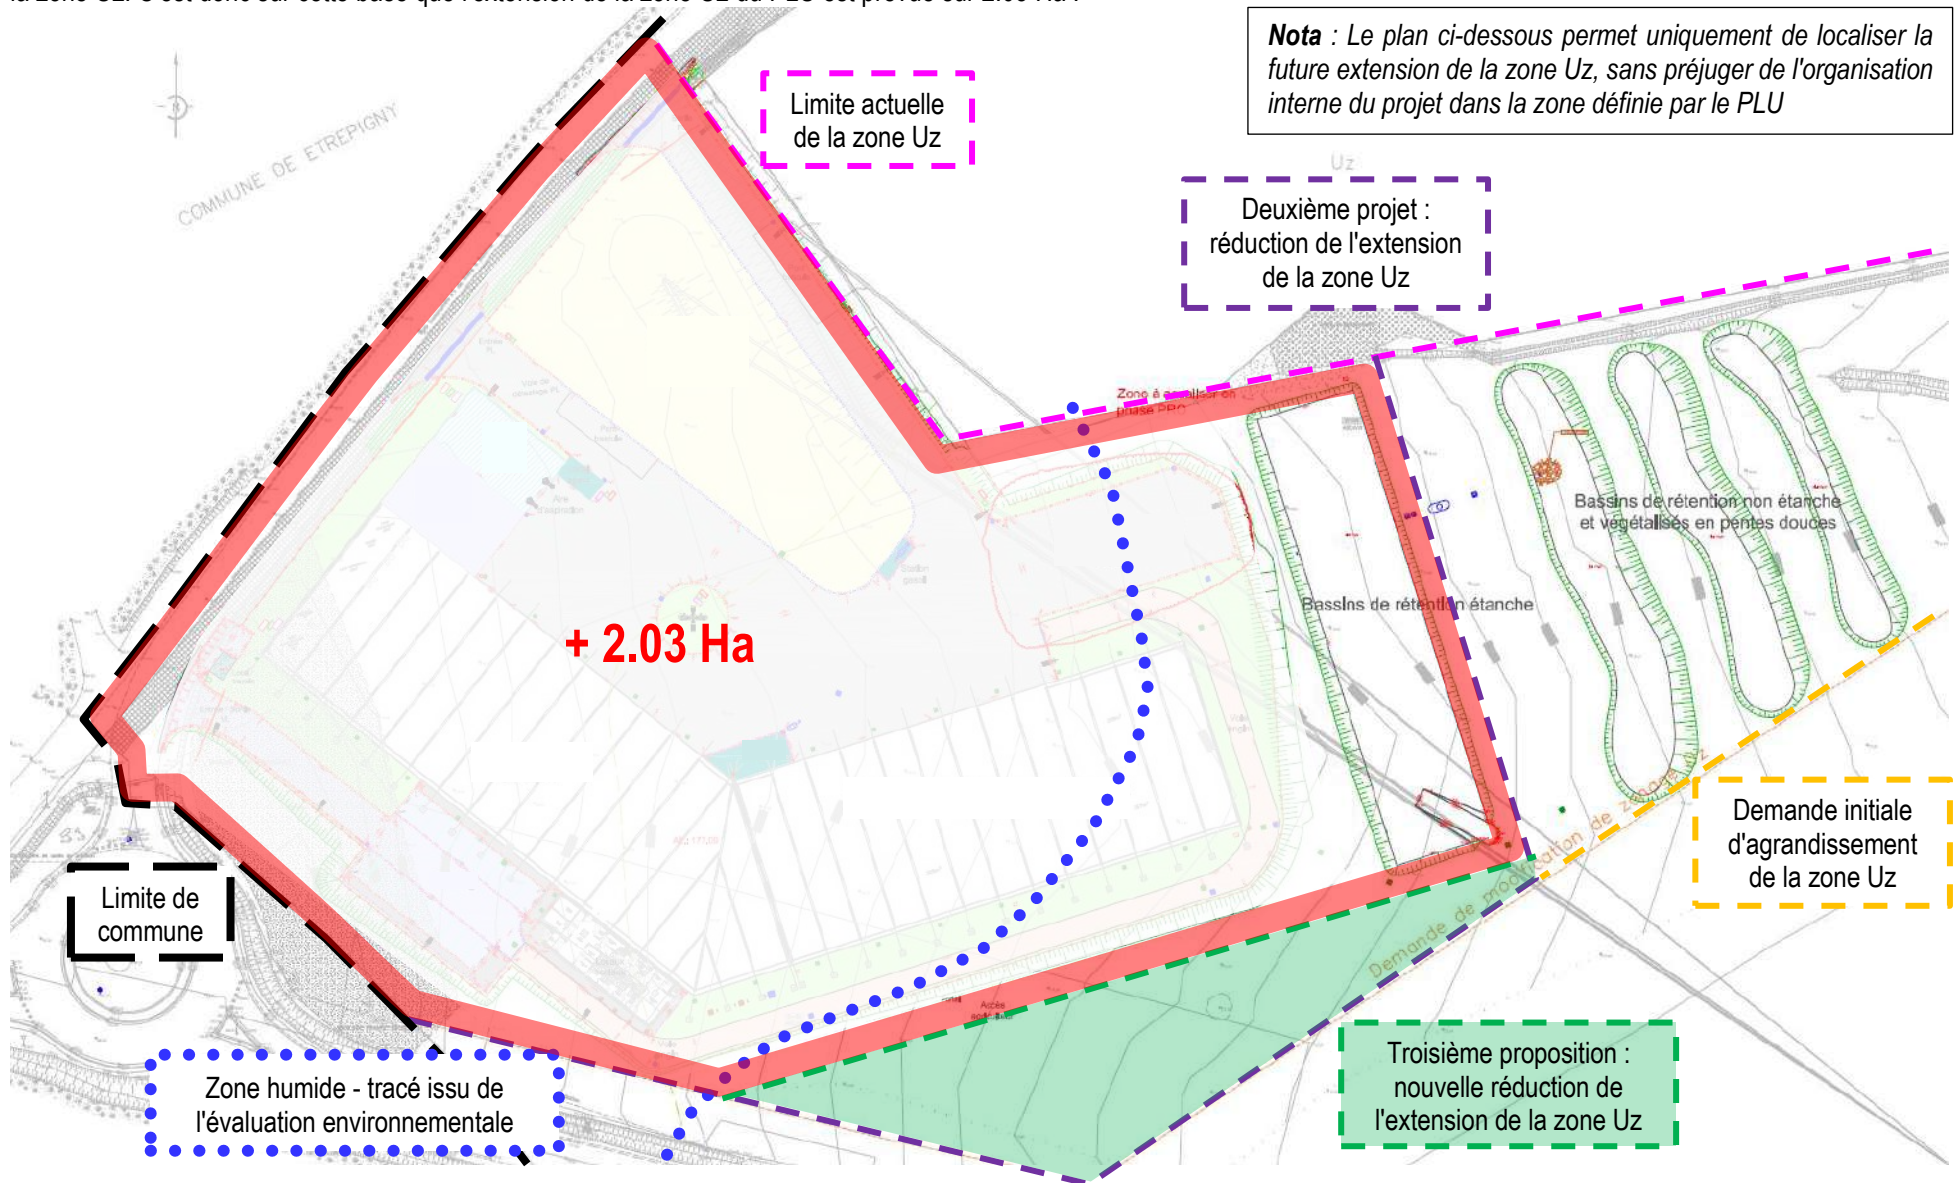 Nota : Le plan ci-dessous permet uniquement de localiser la
future extension de la zone Uz, sans préjuger de l'organisation
interne du projet dans la zone définie par le PLU
Limite actuelle
de la zone Uz
COMMUNE DE ETREPIGNY
Uz
Deuxième projet :
réduction de l'extension
de la zone Uz
Zone à
phase PRO
Bassins de rétention non étanche
et végétalisés en pentes douces
Bassins de rétention étanche
+ 2.03 Ha
Station
Demande initiale
d'agrandissement
de la zone Uz
Demande de modification de
Limite de
commune
Accès
Zone humide - tracé issu de
l'évaluation environnementale
Troisième proposition :
nouvelle réduction de
l'extension de la zone Uz